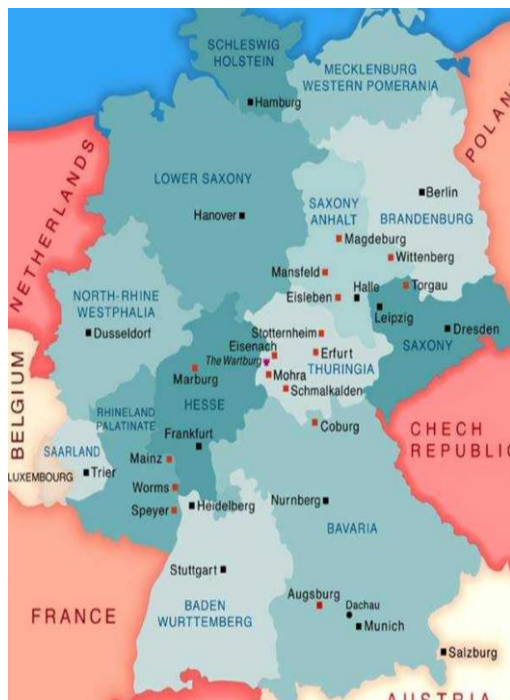 SCHLESWIG
HOLSTEIN
MECKLENBURG
WESTERN POMERANIA
Hamburg
POLAND
NETHERLANDS
LOWER SAXONY
Hanover
SAXONY
ANHALT
Berlin
BRANDENBURG
Magdeburg
Wittenberg
Mansfeld
Eisleben
Halle
Torgau
Leipzig
Dresden
SAXONY
NORTH-RHINE
WESTPHALIA
Dusseldorf
Stotternheim
Eisenach
The Wartburg
Erfurt
THURINGIA
Mohra
Schmalkalden
Marburg
HESSE
BELGIUM
RHINELAND
PALATINATE
Coburg
CHECH
REPUBLIC
SAARLAND
Frankfurt
Mainz
Trier
LUXEMBOURG
Worms
Speyer
Heidelberg
Nurnberg
BAVARIA
Stuttgart
FRANCE
BADEN
WURTTEMBERG
Augsburg
Dachau
Munich
Salzburg
AUSTRIA